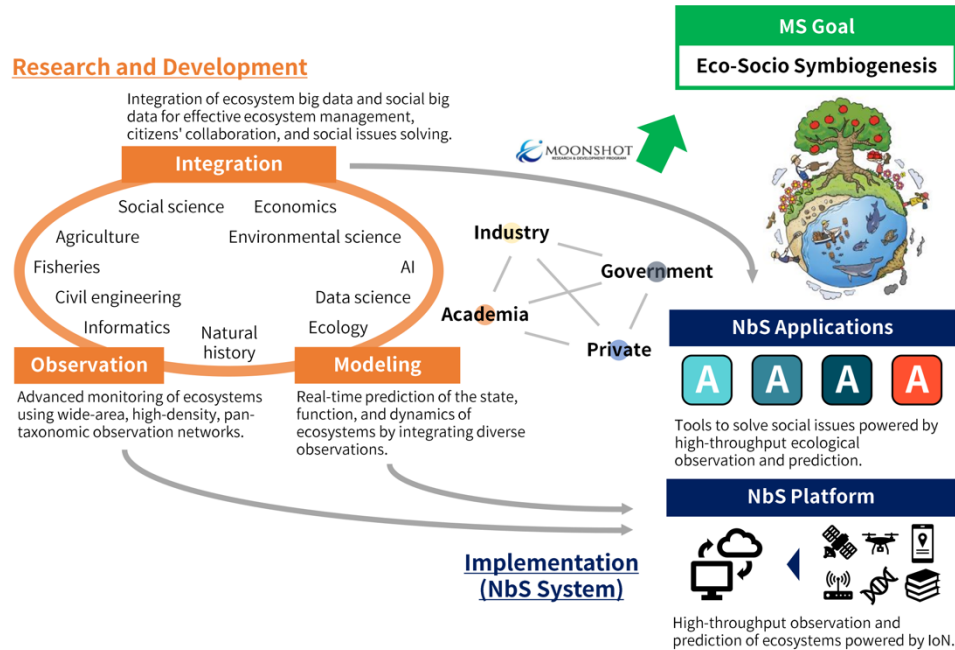 MS Goal
Eco-Socio Symbiogenesis
Research and Development
Integration of ecosystem big data and social big
data for effective ecosystem management,
citizens' collaboration, and social issues solving.
Integration
MOONSHOT
RESEARCH & DEVELOPMENT PROGRAM
Social science
Economics
Agriculture
Environmental science
Fisheries
AI
Civil engineering
Data science
Informatics
Natural
history
Ecology
Observation
Modeling
Advanced monitoring of ecosystems
using wide-area, high-density, pan-
taxonomic observation networks.
Real-time prediction of the state,
function, and dynamics of
ecosystems by integrating diverse
observations.
Industry
Government
Academia
Private
NbS Applications
A A A A
Tools to solve social issues powered by
high-throughput ecological
observation and prediction.
NbS Platform
Implementation
(NbS System)
High-throughput observation and
prediction of ecosystems powered by IoN.